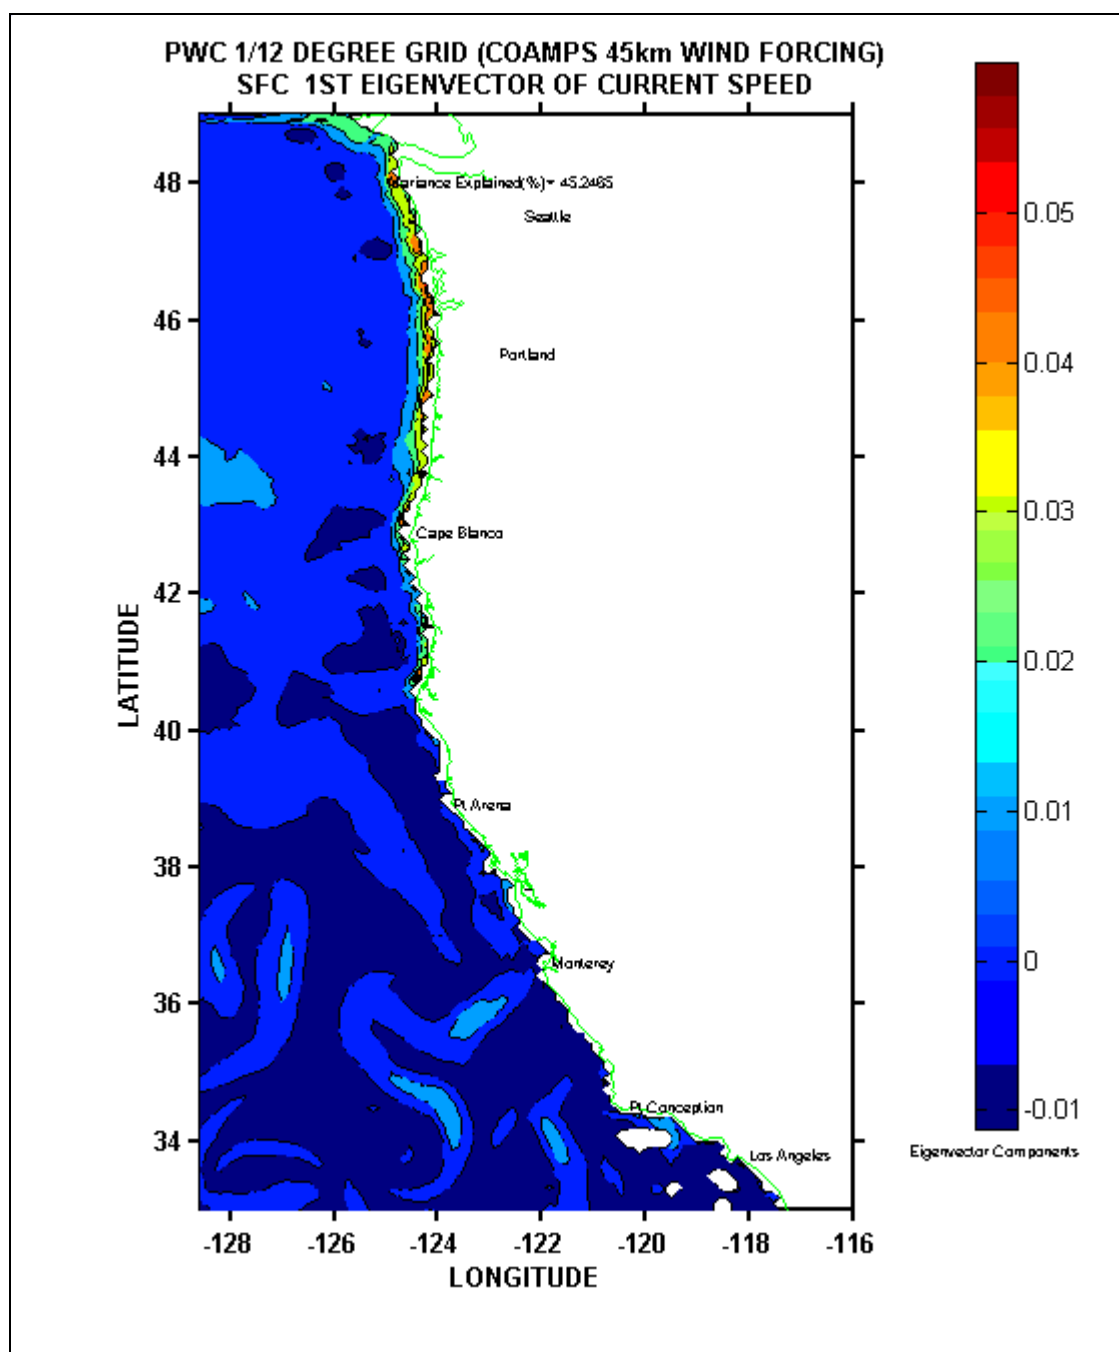 PWC 1/12 DEGREE GRID (COAMPS 45km WIND FORCING)
SFC 1ST EIGENVECTOR OF CURRENT SPEED
Variance Explained(%)= 45.2465
Seattle
Portland
Cape Blanco
Pt Arena
Monterey
Pt Conception
Los Angeles
LATITUDE
48
46
44
42
40
38
36
34
-128
-126
-124
-122
-120
-118
-116
LONGITUDE
0.05
0.04
0.03
0.02
0.01
0
-0.01
Eigenvector Components